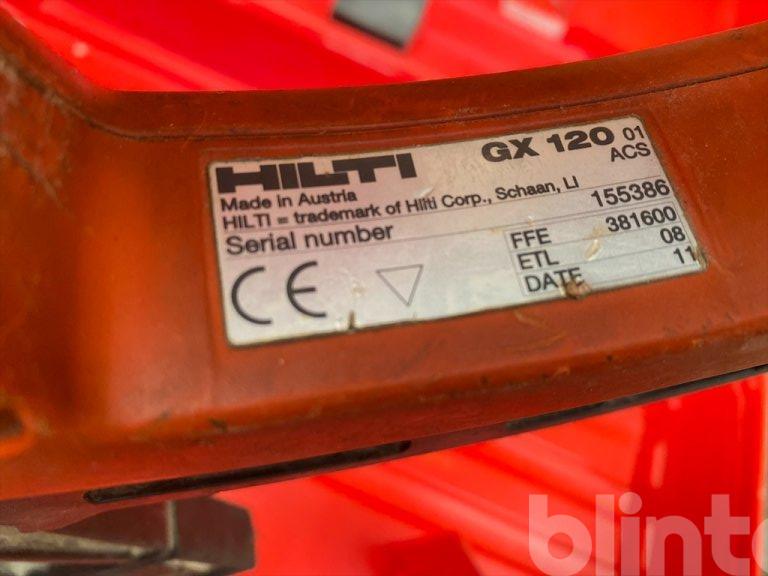 HILTI
GX 120 01
ACS
Made in Austria
HILTI = trademark of Hilti Corp., Schaan, LI
Serial number 155386
FFE 381600
ETL 08
DATE 11
CE